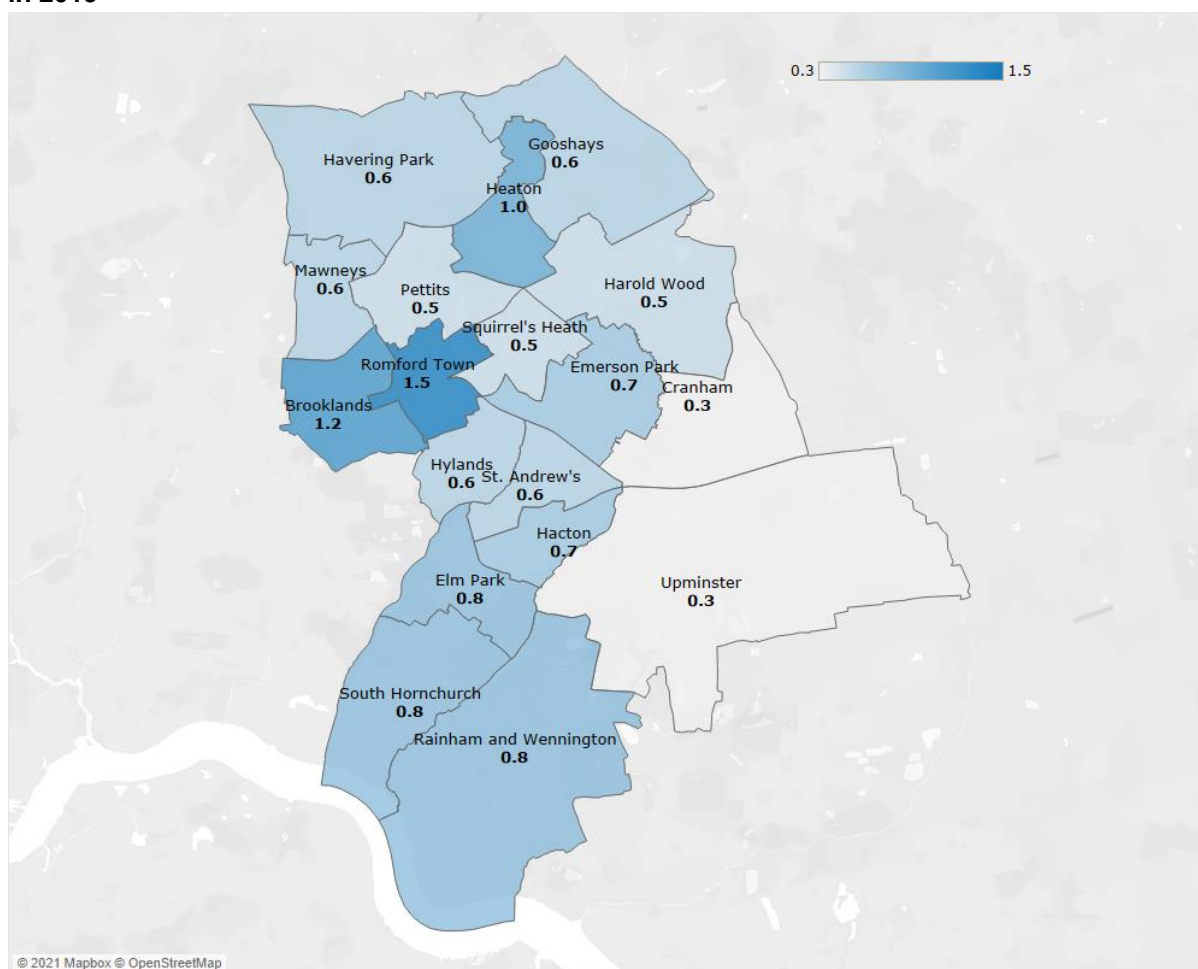 0.3 1.5
Gooshays
0.6
Havering Park
0.6
Heaton
1.0
Mawneys
0.6
Pettits
0.5
Harold Wood
0.5
Squirrel's Heath
0.5
Romford Town
1.5
Emerson Park
0.7
Cranham
0.3
Brooklands
1.2
Hylands
0.6
St. Andrew's
0.6
Hacton
0.7
Elm Park
0.8
Upminster
0.3
South Hornchurch
0.8
Rainham and Wennington
0.8
© 2021 Mapbox © OpenStreetMap